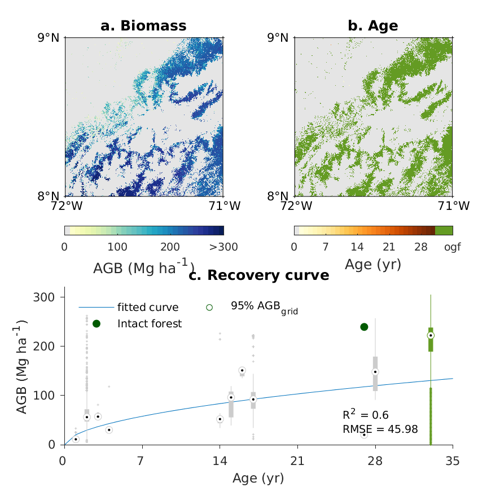 a. Biomass
b. Age
9°N
8°N
72°W
71°W
9°N
8°N
72°W
71°W
0
100
200
>300
AGB (Mg ha⁻¹)
0
7
14
21
28
ogf
Age (yr)
c. Recovery curve
fitted curve
95% AGB_grid
Intact forest
R² = 0.6
RMSE = 45.98
AGB (Mg ha⁻¹)
300
200
100
0
0
7
14
21
28
35
Age (yr)